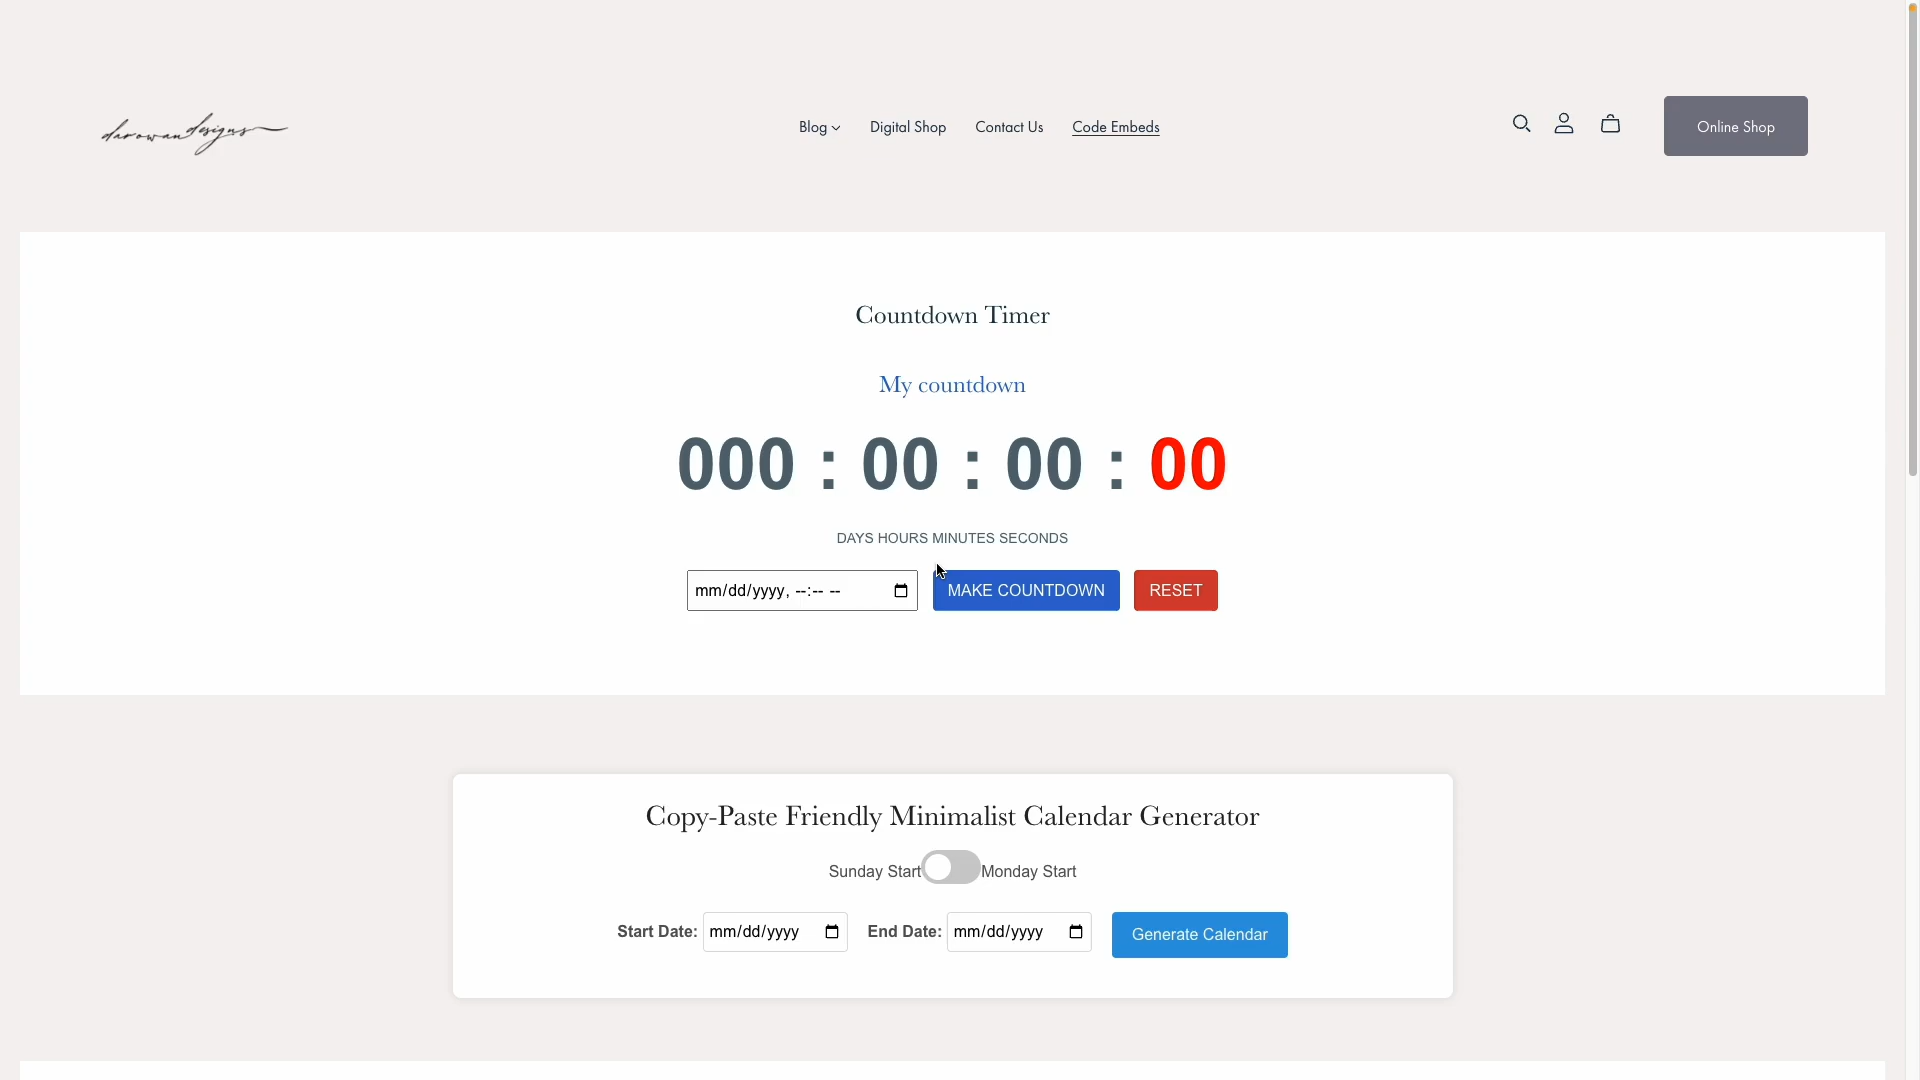 darowan designs
Blog
Digital Shop
Contact Us
Code Embeds
Online Shop
Countdown Timer
My countdown
000 : 00 : 00 : 00
DAYS HOURS MINUTES SECONDS
mm/dd/yyyy, --:-- --
MAKE COUNTDOWN
RESET
Copy-Paste Friendly Minimalist Calendar Generator
Sunday Start Monday Start
Start Date: mm/dd/yyyy End Date: mm/dd/yyyy Generate Calendar